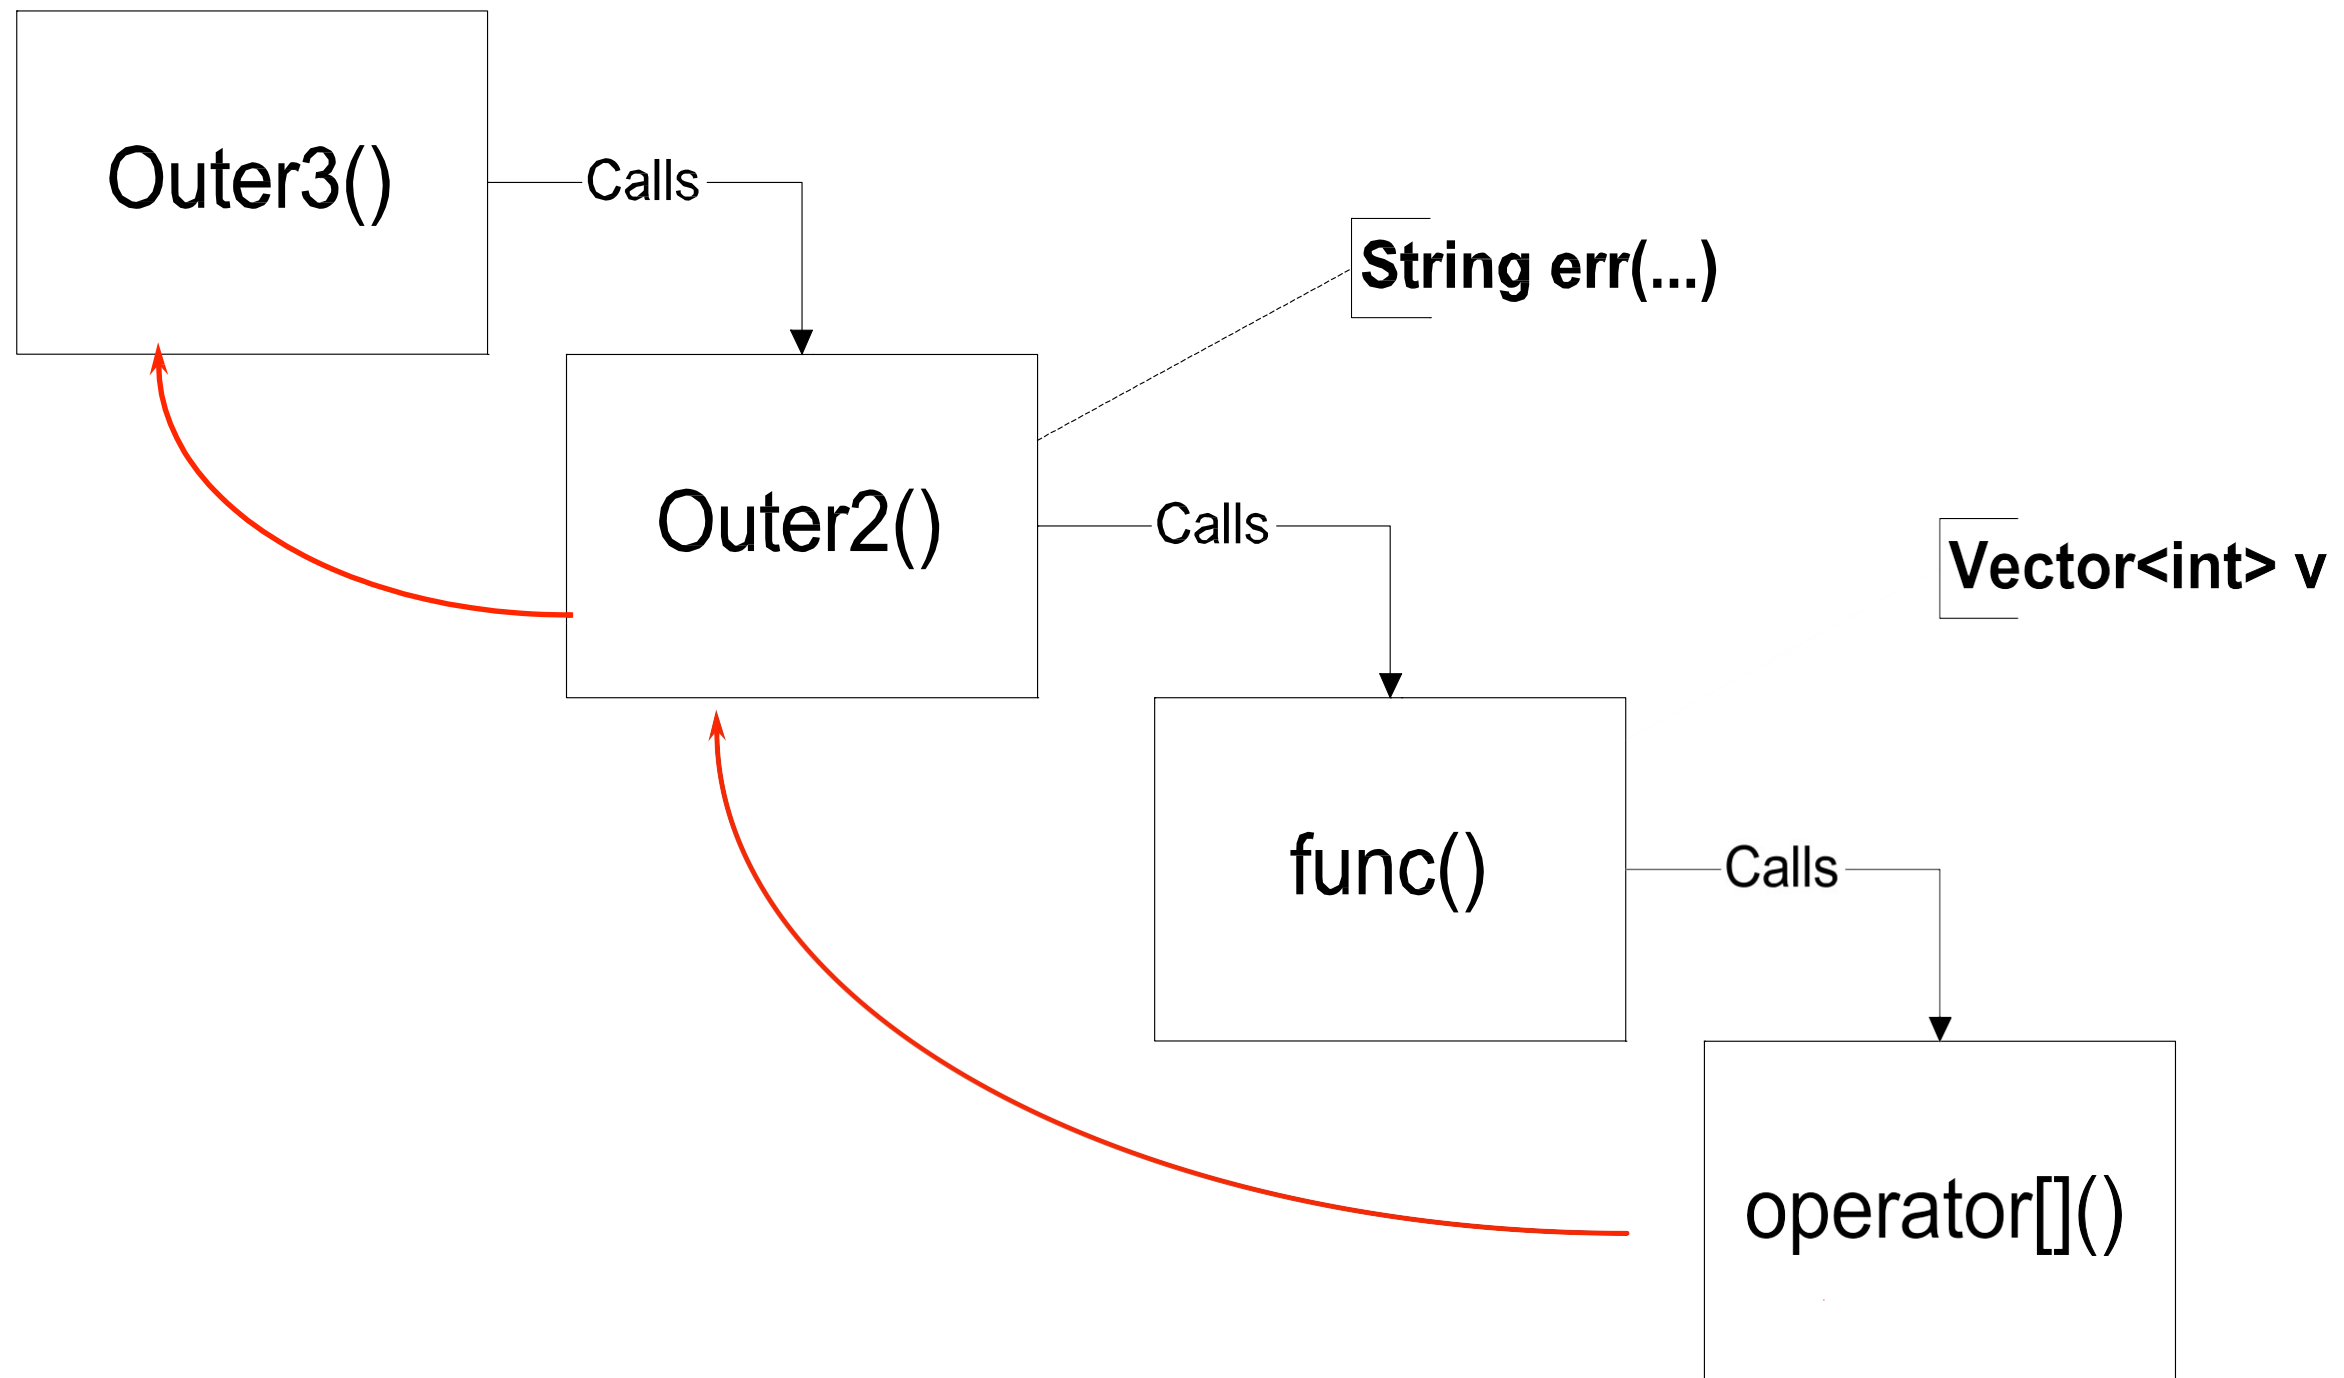 Outer3()
Calls
String err(...)
Outer2()
Calls
Vector<int> v
func()
Calls
operator[]()